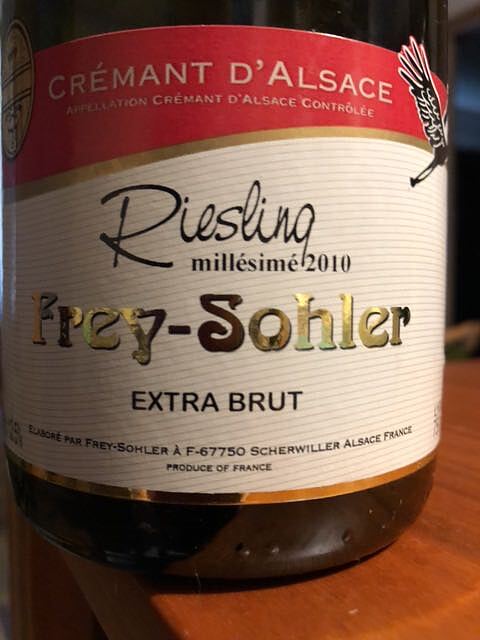 CRÉMANT D'ALSACE
APPELLATION CRÉMANT D'ALSACE CONTRÔLÉE
Riesling
millésimé 2010
Frey-Sohler
EXTRA BRUT
ELABORÉ PAR FREY-SOHLER À F-67750 SCHERWILLER ALSACE FRANCE
PRODUCE OF FRANCE